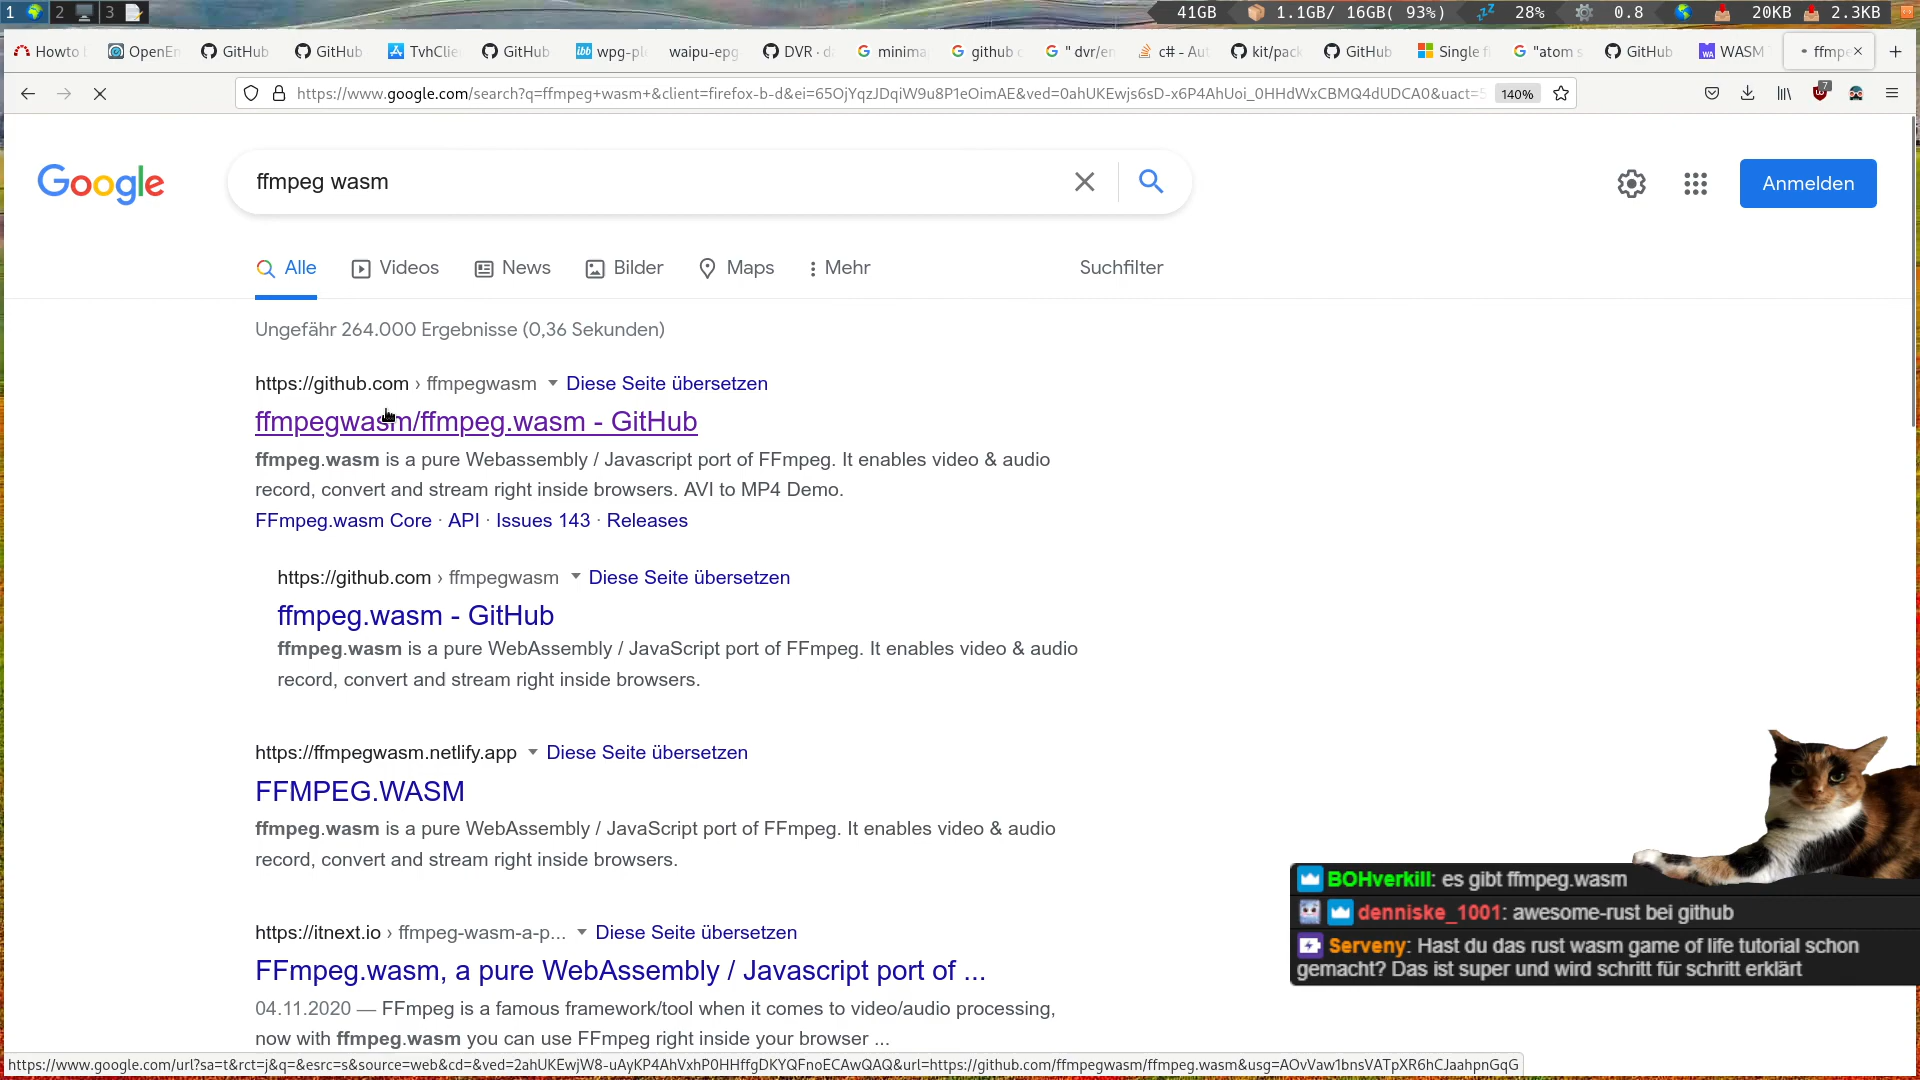 1 2 3 41GB 1.1GB/ 16GB( 93%) 28% 0.8 20KB 2.3KB
Howto OpenEn GitHub GitHub TvhClie GitHub wpg-pl waipu-epg DVR · d minima github c " dvr/en c# - Au kit/pack GitHub Single f "atom s GitHub WASM ffmpe
https://www.google.com/search?q=ffmpeg+wasm+&client=firefox-b-d&ei=65OjYqzJDqiW9u8P1eOimAE&ved=0ahUKEwjs6sD-x6P4AhUoi_0HHdWxCBMQ4dUDCA0&uact=5 140%
Google ffmpeg wasm Anmelden
Alle Videos News Bilder Maps Mehr Suchfilter
Ungefähr 264.000 Ergebnisse (0,36 Sekunden)
https://github.com › ffmpegwasm Diese Seite übersetzen
ffmpegwasm/ffmpeg.wasm - GitHub
ffmpeg.wasm is a pure Webassembly / Javascript port of FFmpeg. It enables video & audio
record, convert and stream right inside browsers. AVI to MP4 Demo.
FFmpeg.wasm Core · API · Issues 143 · Releases
https://github.com › ffmpegwasm Diese Seite übersetzen
ffmpeg.wasm - GitHub
ffmpeg.wasm is a pure WebAssembly / JavaScript port of FFmpeg. It enables video & audio
record, convert and stream right inside browsers.
https://ffmpegwasm.netlify.app Diese Seite übersetzen
FFMPEG.WASM
ffmpeg.wasm is a pure WebAssembly / JavaScript port of FFmpeg. It enables video & audio
record, convert and stream right inside browsers.
https://itnext.io › ffmpeg-wasm-a-p... Diese Seite übersetzen
FFmpeg.wasm, a pure WebAssembly / Javascript port of ...
04.11.2020 — FFmpeg is a famous framework/tool when it comes to video/audio processing,
now with ffmpeg.wasm you can use FFmpeg right inside your browser ...
BOHverkill: es gibt ffmpeg.wasm
denniske_1001: awesome-rust bei github
Serveny: Hast du das rust wasm game of life tutorial schon
gemacht? Das ist super und wird schritt für schritt erklärt
https://www.google.com/url?sa=t&rct=j&q=&esrc=s&source=web&cd=&ved=2ahUKEwjW8-uAyKP4AhVxhP0HHffgDKYQFnoECAwQAQ&url=https://github.com/ffmpegwasm/ffmpeg.wasm&usg=AOvVaw1bnsVATpXR6hCJaahpnGqG